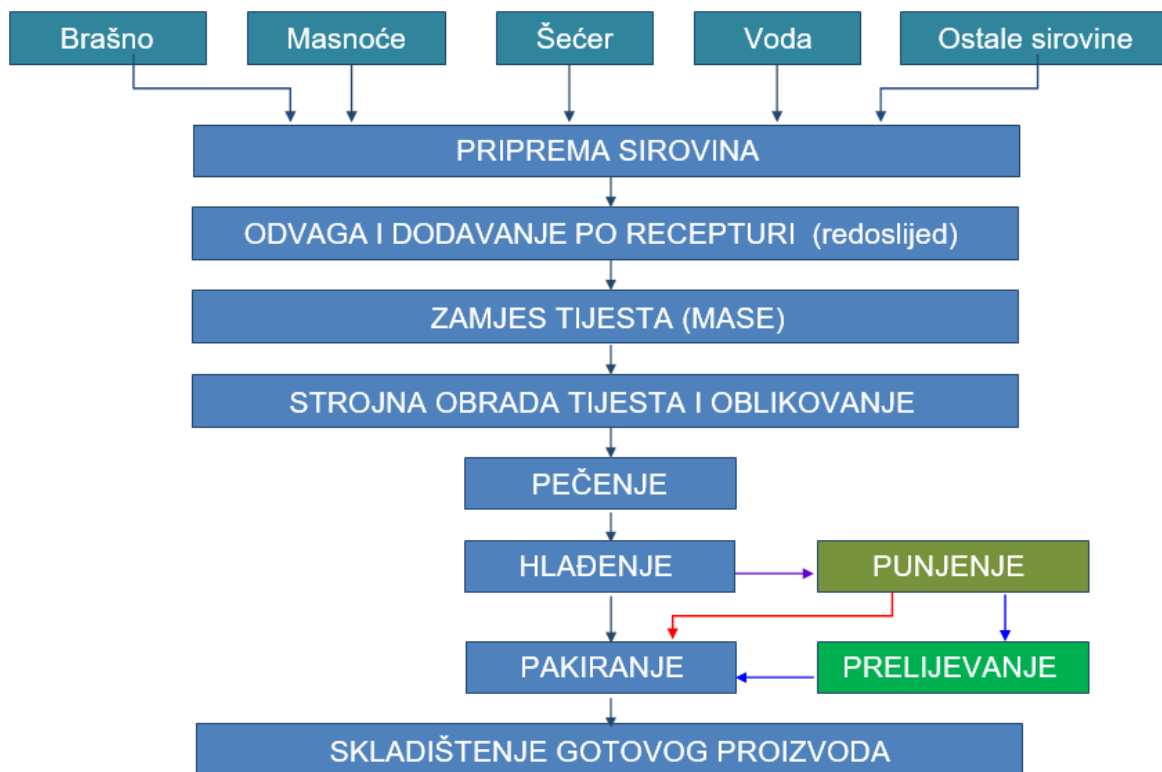 Brašno
Masnoće
Šećer
Voda
Ostale sirovine
PRIPREMA SIROVINA
ODVAGA I DODAVANJE PO RECEPTURI (redoslijed)
ZAMJES TIJESTA (MASE)
STROJNA OBRADA TIJESTA I OBLIKOVANJE
PEČENJE
HLAĐENJE
PUNJENJE
PAKIRANJE
PRELIJEVANJE
SKLADIŠTENJE GOTOVOG PROIZVODA